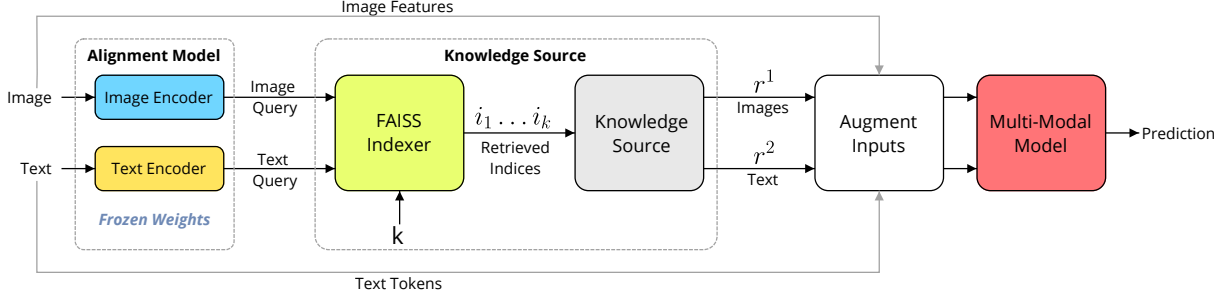 Image Features
Alignment Model
Knowledge Source
Image
Image Encoder
Image
Query
FAISS
Indexer
i₁ … iₖ
Retrieved
Indices
Knowledge
Source
r¹
Images
Augment
Inputs
Multi-Modal
Model
Prediction
Text
Text Encoder
Text
Query
r²
Text
Frozen Weights
k
Text Tokens